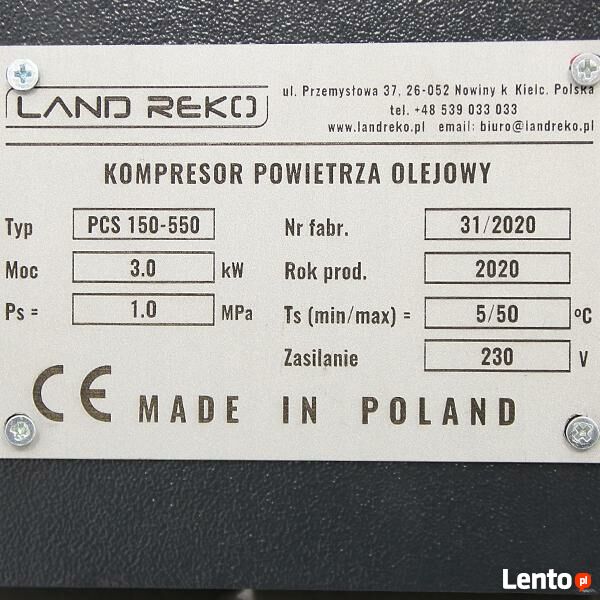 LAND REKO
ul. Przemystowa 37, 26-052 Nowiny k Kielc. Polska
tel. +48 539 033 033
www.landreko.pl email: biuro@landreko.pl
KOMPRESOR POWIETRZA OLEJOWY
Typ PCS 150-550 Nr fabr. 31/2020
Moc 3.0 kW Rok prod. 2020
Ps = 1.0 MPa Ts (min/max) = 5/50 °C
Zasilanie 230 V
CE MADE IN POLAND
Lento.pl